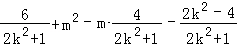 6/(2k²+1) + m² − m·4/(2k²+1) − (2k²−4)/(2k²+1)